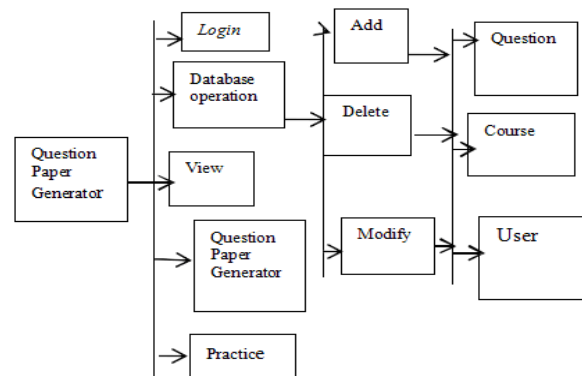 Login
Add
Question
Database
operation
Delete
Course
Question
Paper
Generator
View
Question
Paper
Generator
Modify
User
Practice